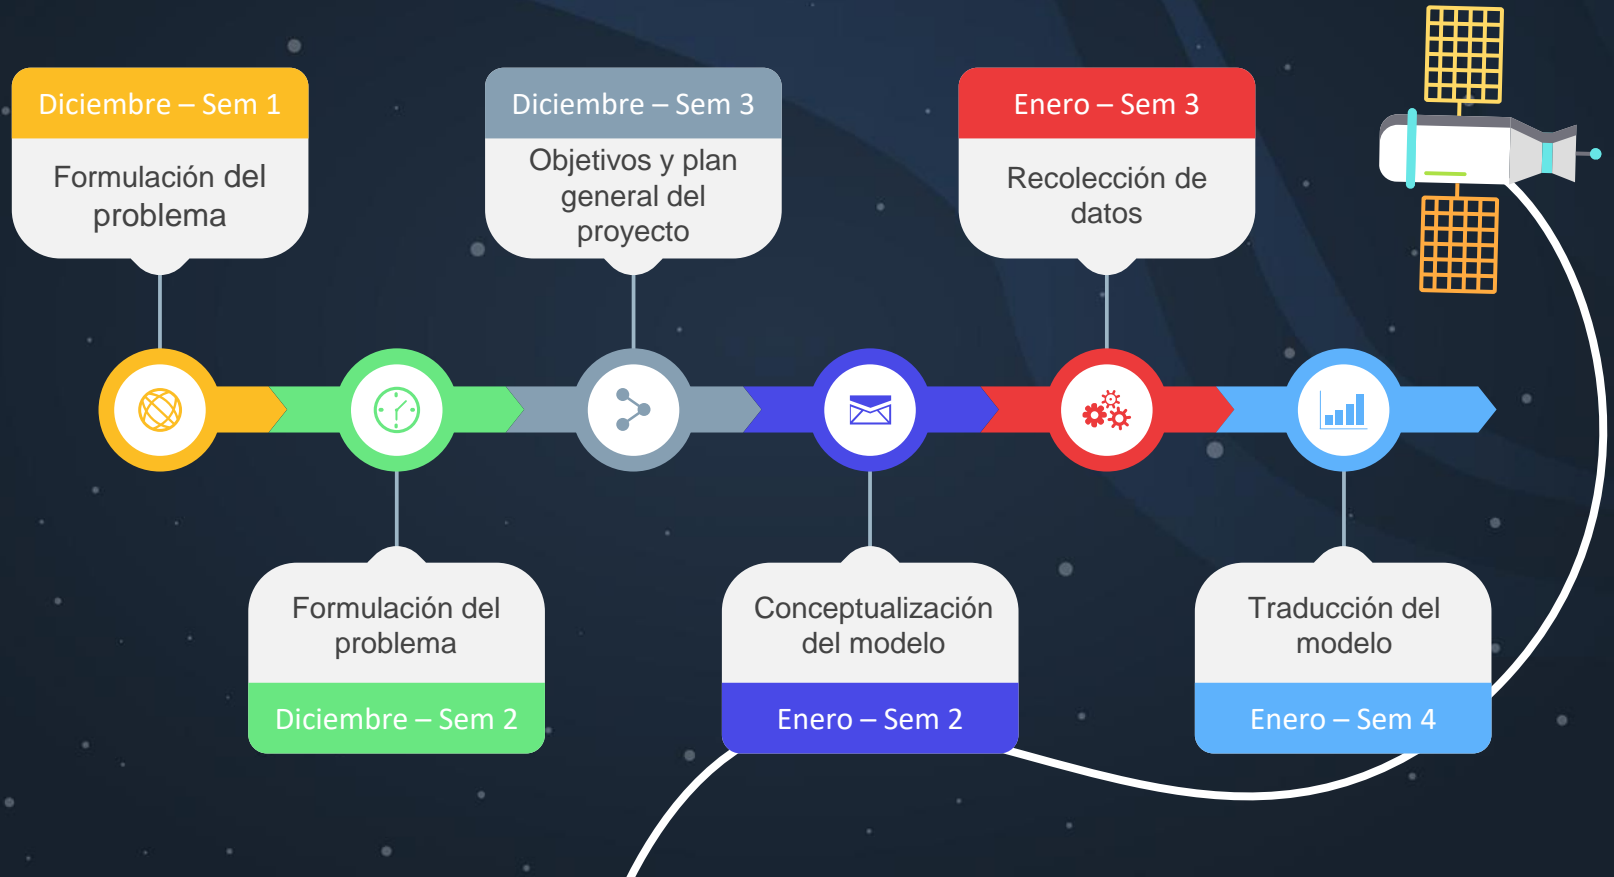 Diciembre – Sem 1
Formulación del
problema
Diciembre – Sem 3
Objetivos y plan
general del
proyecto
Enero – Sem 3
Recolección de
datos
Formulación del
problema
Diciembre – Sem 2
Conceptualización
del modelo
Enero – Sem 2
Traducción del
modelo
Enero – Sem 4